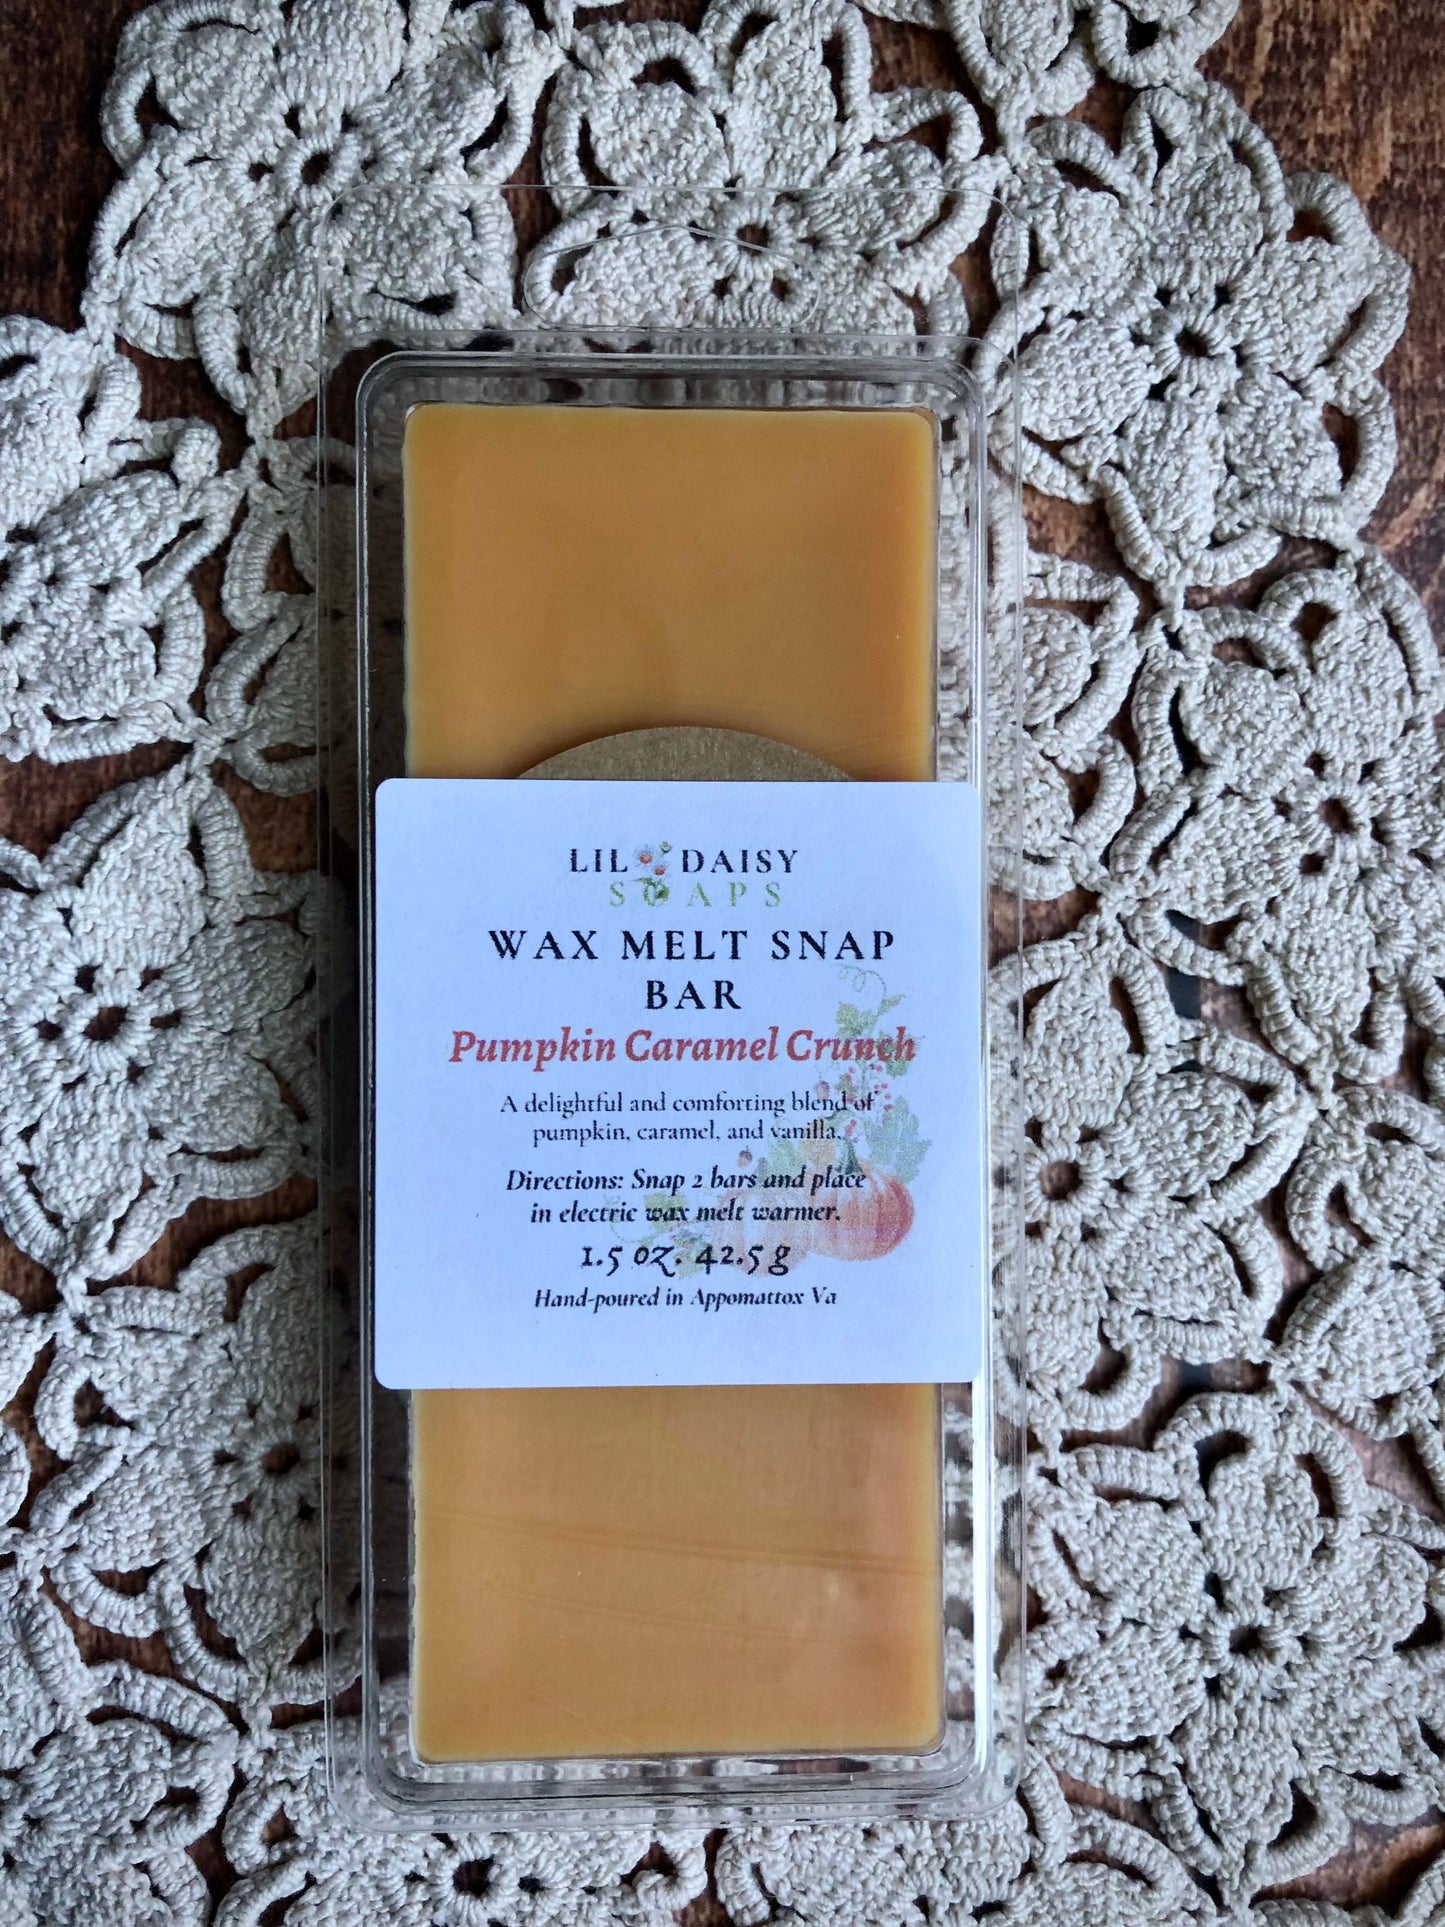 LIL DAISY
SOAPS
WAX MELT SNAP
BAR
Pumpkin Caramel Crunch
A delightful and comforting blend of
pumpkin, caramel, and vanilla.
Directions: Snap 2 bars and place
in electric wax melt warmer.
1.5 oz. 42.5 g
Hand-poured in Appomattox Va